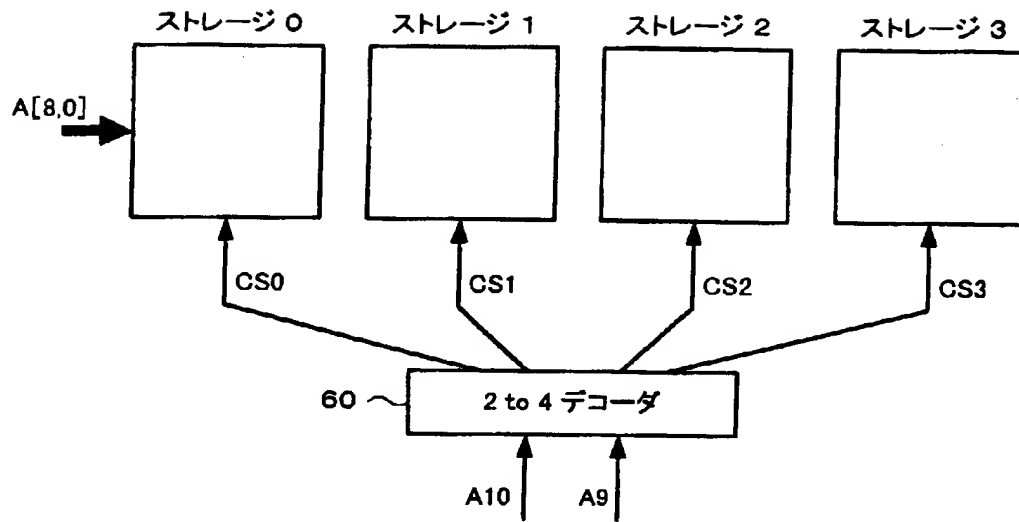 ストレージ 0
ストレージ 1
ストレージ 2
ストレージ 3
A[8,0]
CS0
CS1
CS2
CS3
60
2 to 4 デコーダ
A10
A9